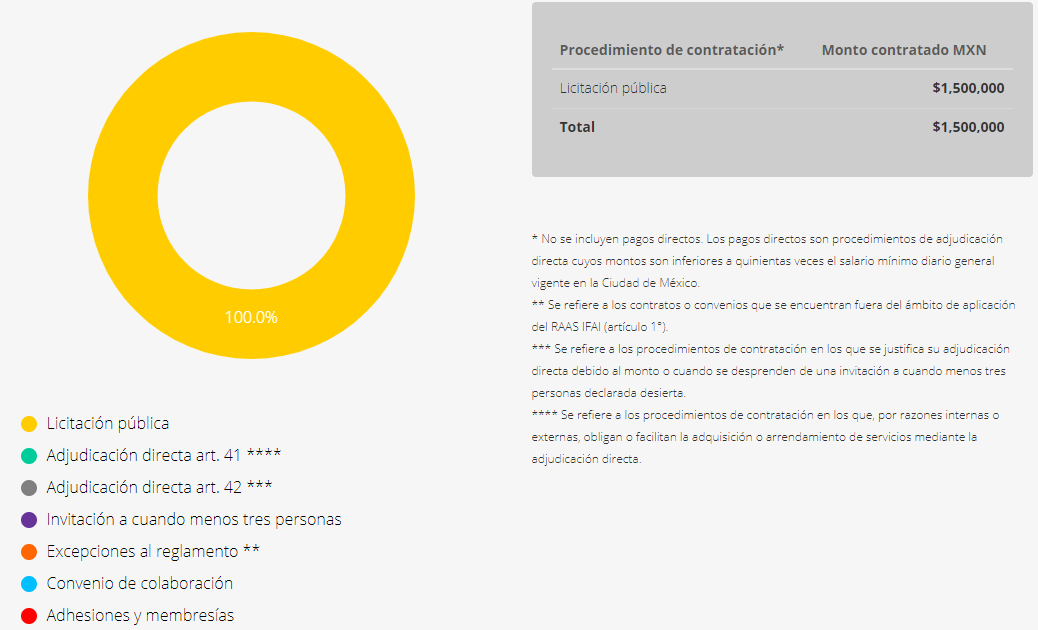 100.0%
Licitación pública
Adjudicación directa art. 41 ****
Adjudicación directa art. 42 ***
Invitación a cuando menos tres personas
Excepciones al reglamento **
Convenio de colaboración
Adhesiones y membresías
Procedimiento de contratación* Monto contratado MXN
Licitación pública $1,500,000
Total $1,500,000
* No se incluyen pagos directos. Los pagos directos son procedimientos de adjudicación
directa cuyos montos son inferiores a quinientas veces el salario mínimo diario general
vigente en la Ciudad de México.
** Se refiere a los contratos o convenios que se encuentran fuera del ámbito de aplicación
del RAAS IFAI (artículo 1°).
*** Se refiere a los procedimientos de contratación en los que se justifica su adjudicación
directa debido al monto o cuando se desprenden de una invitación a cuando menos tres
personas declarada desierta.
**** Se refiere a los procedimientos de contratación en los que, por razones internas o
externas, obligan o facilitan la adquisición o arrendamiento de servicios mediante la
adjudicación directa.